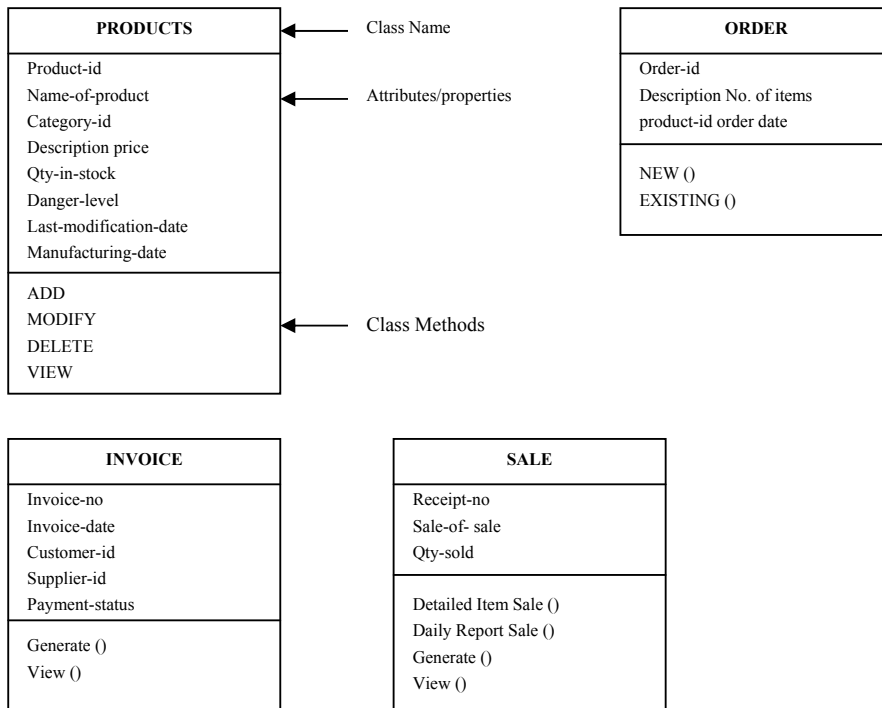 PRODUCTS
Product-id
Name-of-product
Category-id
Description price
Qty-in-stock
Danger-level
Last-modification-date
Manufacturing-date
ADD
MODIFY
DELETE
VIEW
Class Name
Attributes/properties
Class Methods
ORDER
Order-id
Description No. of items
product-id order date
NEW ()
EXISTING ()
INVOICE
Invoice-no
Invoice-date
Customer-id
Supplier-id
Payment-status
Generate ()
View ()
SALE
Receipt-no
Sale-of- sale
Qty-sold
Detailed Item Sale ()
Daily Report Sale ()
Generate ()
View ()